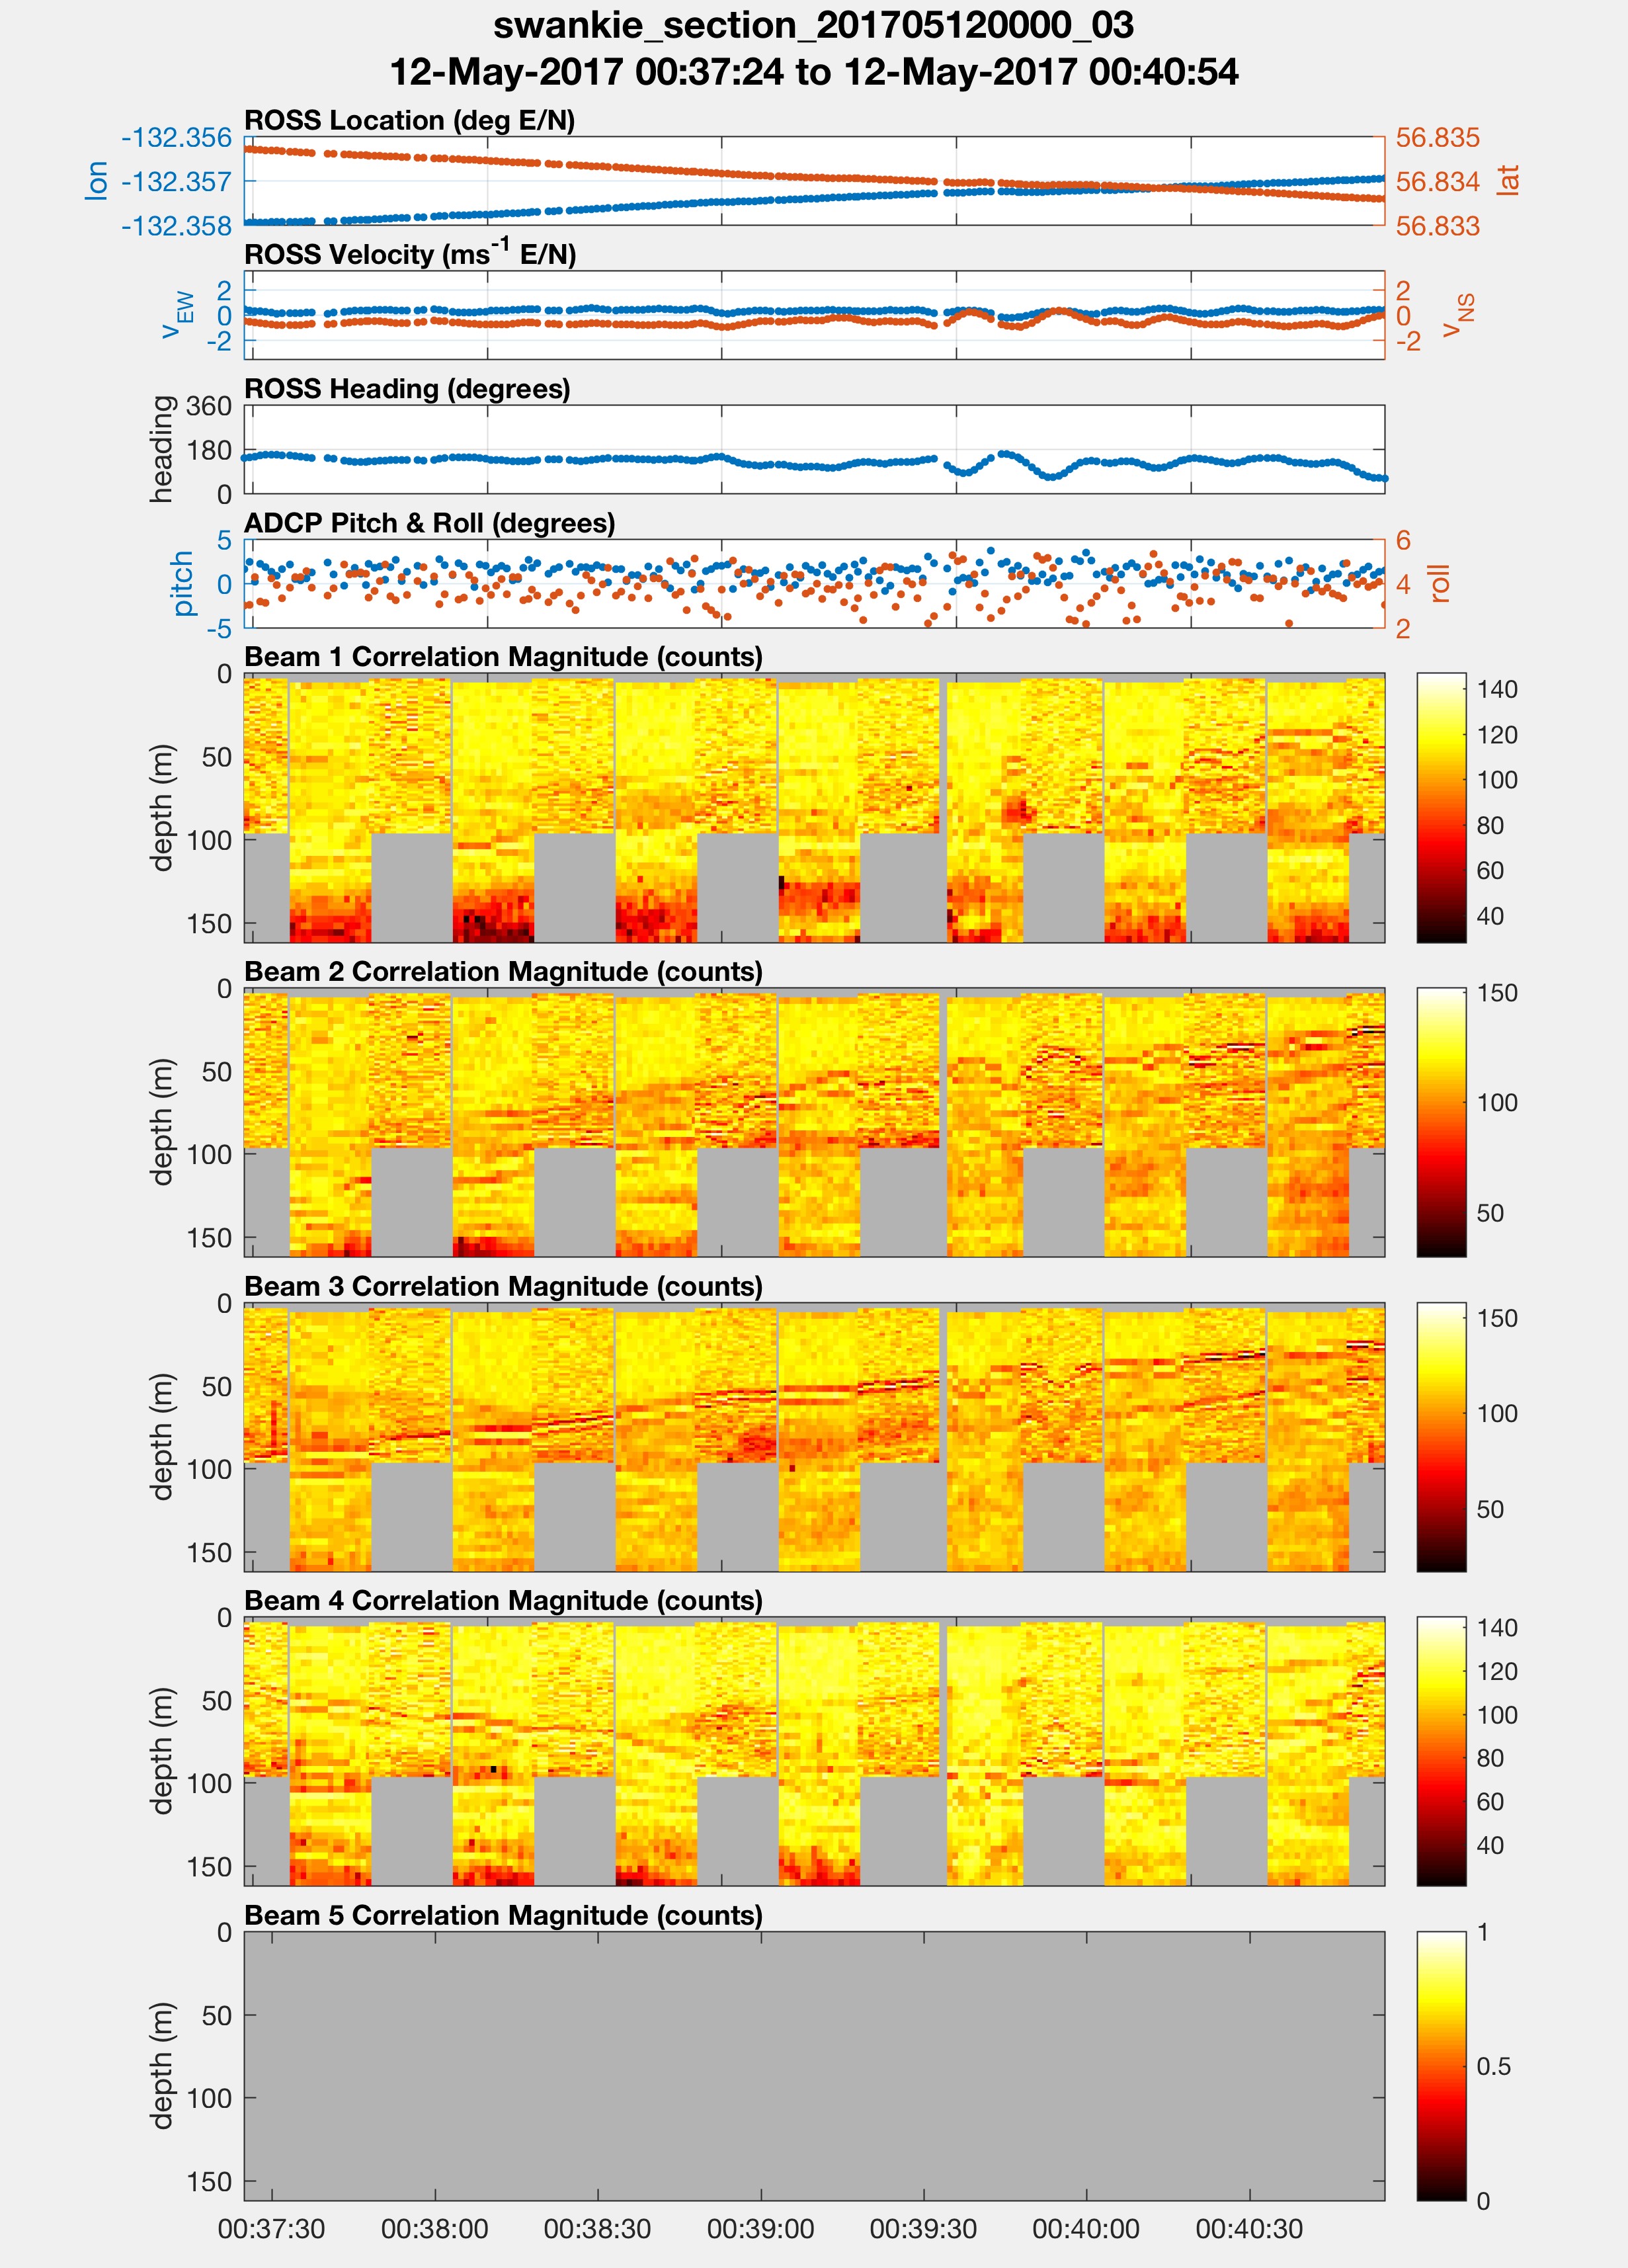 swankie_section_201705120000_03
12-May-2017 00:37:24 to 12-May-2017 00:40:54
ROSS Location (deg E/N)
-132.356
-132.357
-132.358
lon
56.835
56.834
56.833
lat
ROSS Velocity (ms-1 E/N)
2
0
-2
vEW
2
0
-2
vNS
ROSS Heading (degrees)
360
180
0
heading
ADCP Pitch & Roll (degrees)
5
0
-5
pitch
6
4
2
roll
Beam 1 Correlation Magnitude (counts)
0
50
100
150
depth (m)
140
120
100
80
60
40
Beam 2 Correlation Magnitude (counts)
0
50
100
150
depth (m)
150
100
50
Beam 3 Correlation Magnitude (counts)
0
50
100
150
depth (m)
150
100
50
Beam 4 Correlation Magnitude (counts)
0
50
100
150
depth (m)
140
120
100
80
60
40
Beam 5 Correlation Magnitude (counts)
0
50
100
150
depth (m)
1
0.5
0
00:37:30 00:38:00 00:38:30 00:39:00 00:39:30 00:40:00 00:40:30